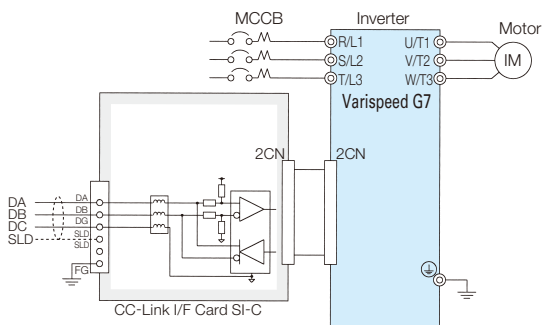 MCCB
Inverter
Motor
R/L1
U/T1
S/L2
V/T2
IM
T/L3
W/T3
Varispeed G7
2CN
2CN
DA
DA
DB
DB
DC
DG
SLD
SLD
SLD
FG
CC-Link I/F Card SI-C